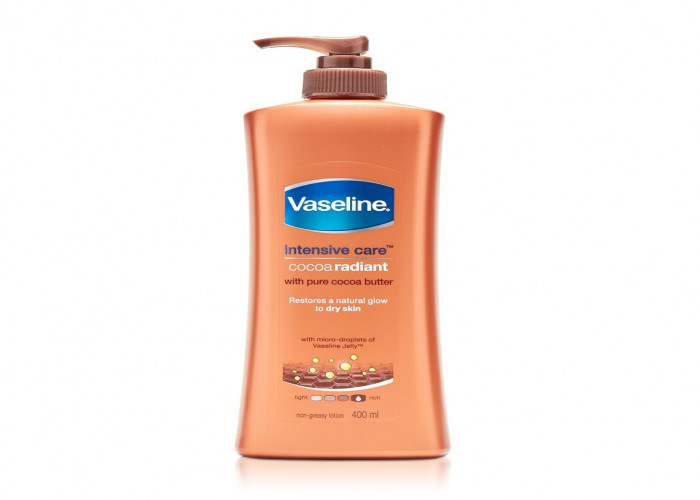 Vaseline.
intensive care™
cocoa radiant
with pure cocoa butter
Restores a natural glow
to dry skin
with micro-droplets of
Vaseline Jelly™
light rich
non-greasy lotion 400 ml